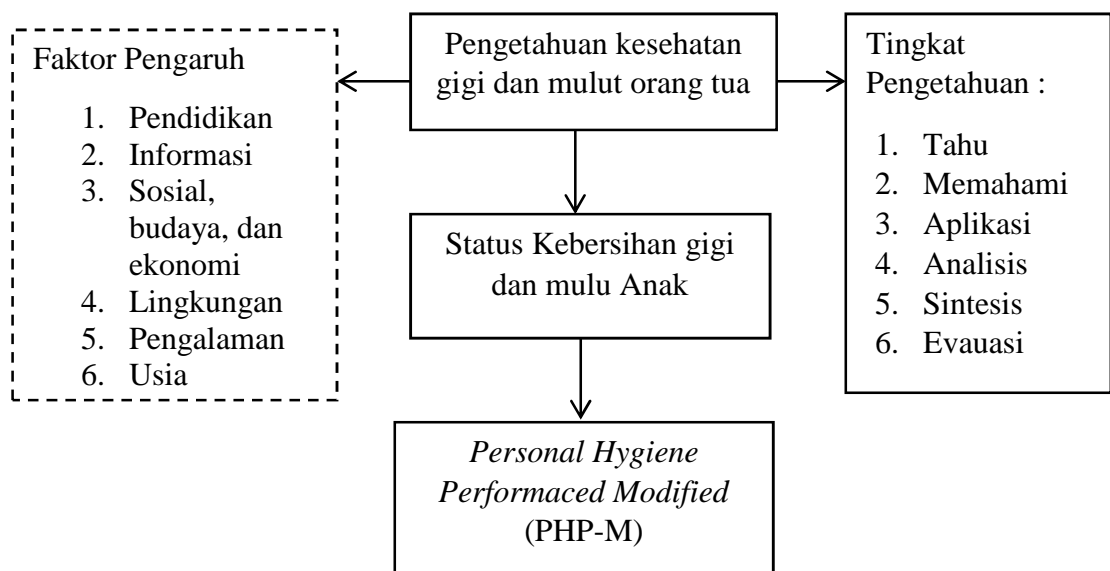 Faktor Pengaruh
1. Pendidikan
2. Informasi
3. Sosial,
budaya, dan
ekonomi
4. Lingkungan
5. Pengalaman
6. Usia
Pengetahuan kesehatan
gigi dan mulut orang tua
Status Kebersihan gigi
dan mulu Anak
Personal Hygiene
Performaced Modified
(PHP-M)
Tingkat
Pengetahuan :
1. Tahu
2. Memahami
3. Aplikasi
4. Analisis
5. Sintesis
6. Evauasi